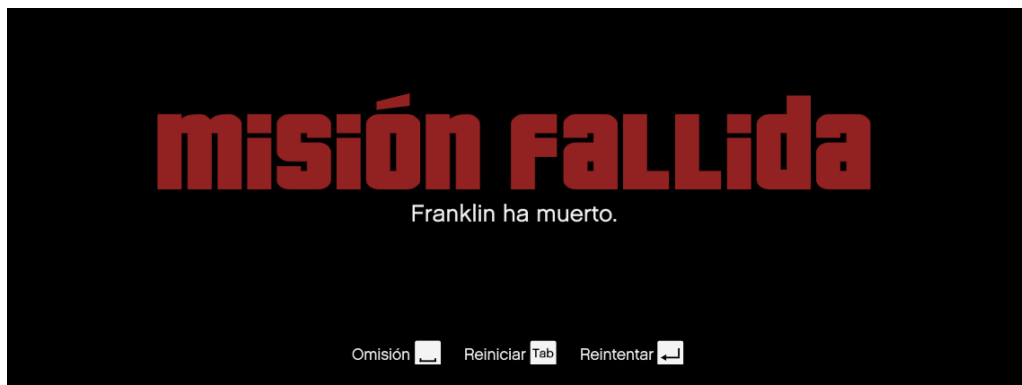 misión fallida
Franklin ha muerto.
Omisión Reiniciar Tab Reintentar